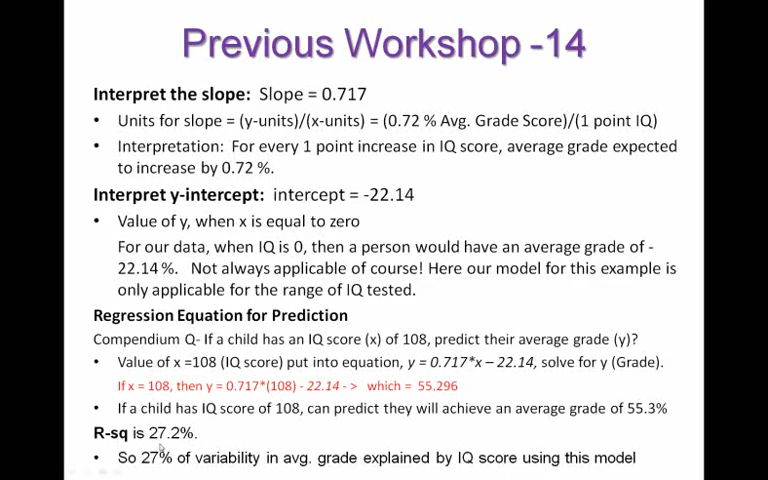 Previous Workshop -14
Interpret the slope: Slope = 0.717
• Units for slope = (y-units)/(x-units) = (0.72 % Avg. Grade Score)/(1 point IQ)
• Interpretation: For every 1 point increase in IQ score, average grade expected
to increase by 0.72 %.
Interpret y-intercept: intercept = -22.14
• Value of y, when x is equal to zero
For our data, when IQ is 0, then a person would have an average grade of -
22.14 %. Not always applicable of course! Here our model for this example is
only applicable for the range of IQ tested.
Regression Equation for Prediction
Compendium Q- If a child has an IQ score (x) of 108, predict their average grade (y)?
• Value of x =108 (IQ score) put into equation, y = 0.717*x – 22.14, solve for y (Grade).
If x = 108, then y = 0.717*(108) - 22.14 - > which = 55.296
• If a child has IQ score of 108, can predict they will achieve an average grade of 55.3%
R-sq is 27.2%.
• So 27% of variability in avg. grade explained by IQ score using this model